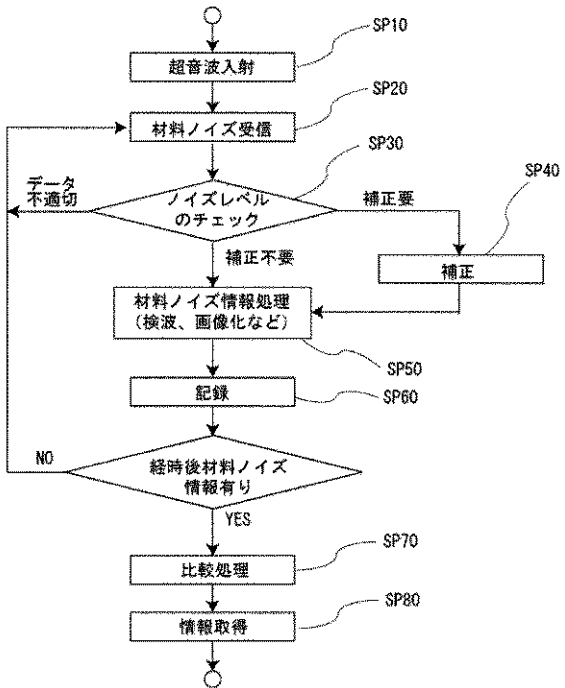 SP10
超音波入射
SP20
材料ノイズ受信
SP30
データ
不適切
ノイズレベル
のチェック
補正要
SP40
補正
補正不要
材料ノイズ情報処理
(検波、画像化など)
SP50
記録
SP60
NO
経時後材料ノイズ
情報有り
YES
SP70
比較処理
SP80
情報取得